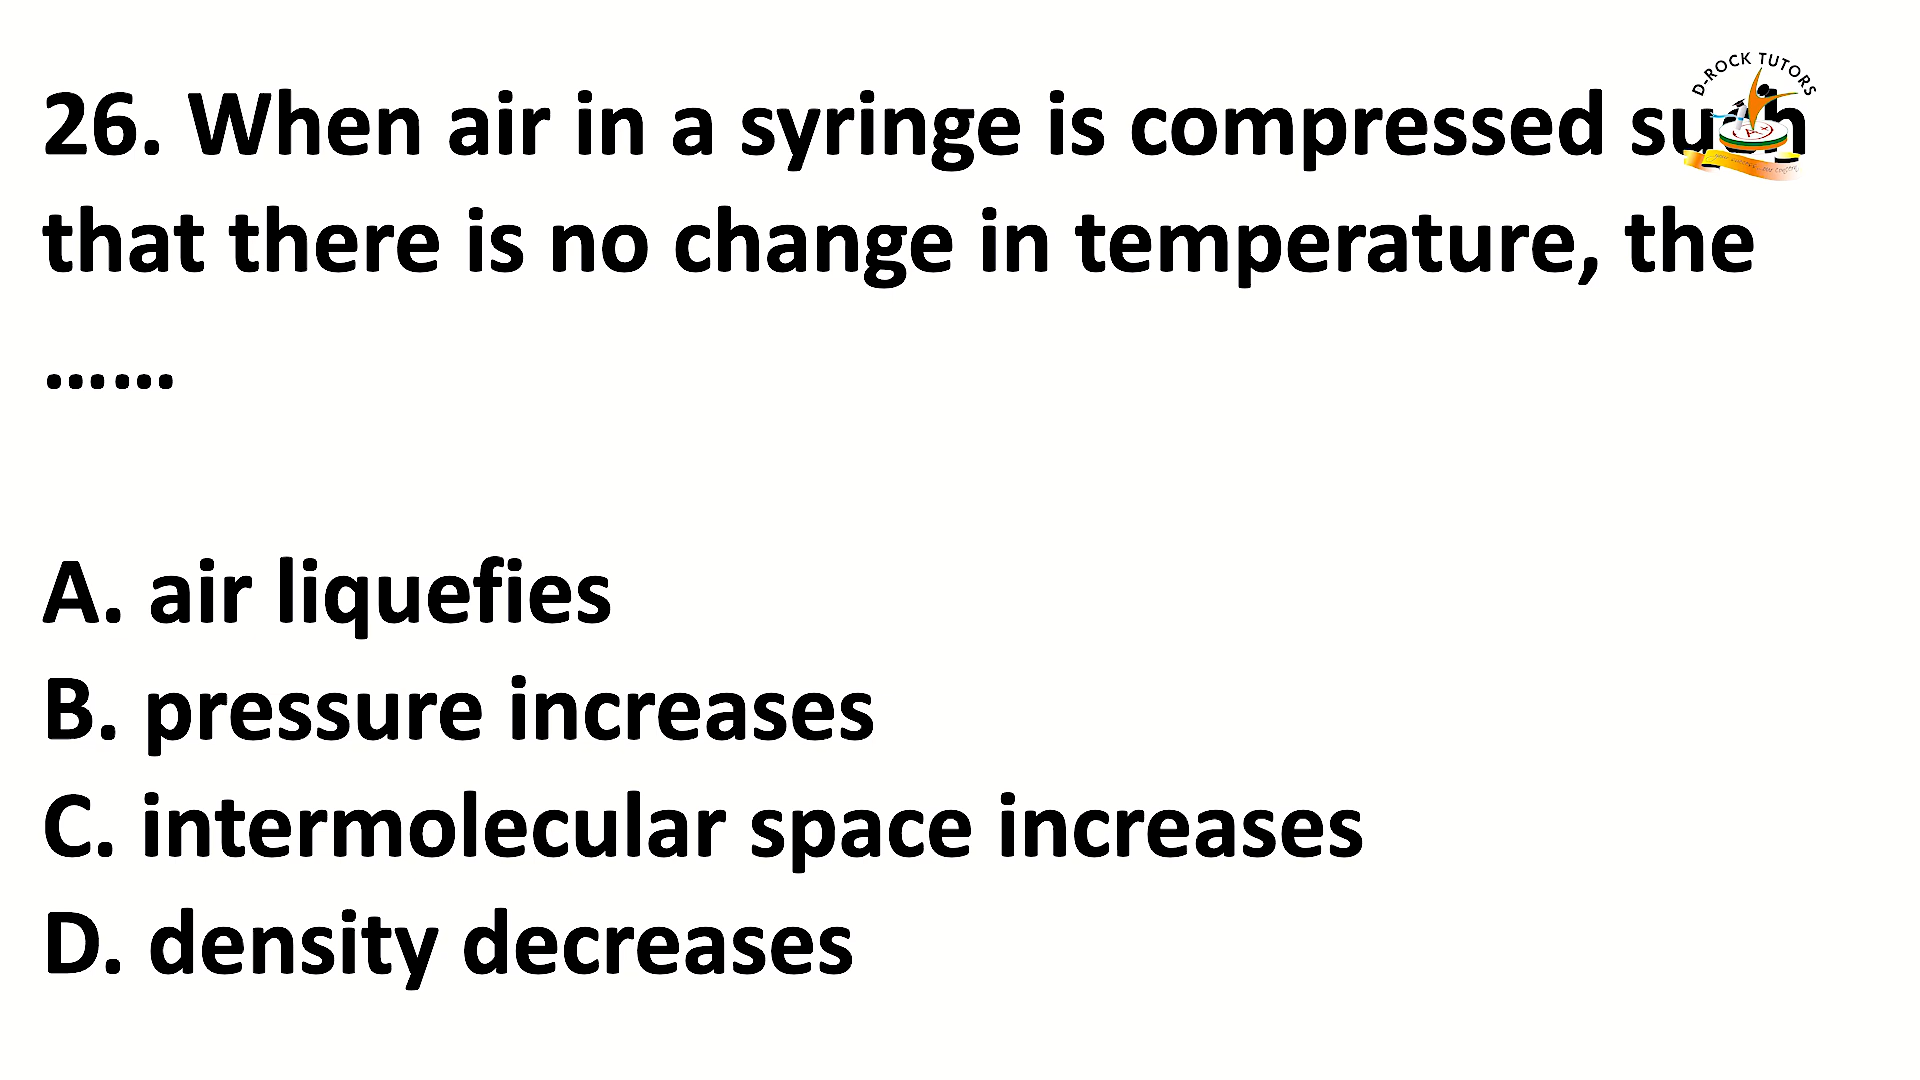 D-ROCK TUTORS
26. When air in a syringe is compressed such
that there is no change in temperature, the
......
A. air liquefies
B. pressure increases
C. intermolecular space increases
D. density decreases